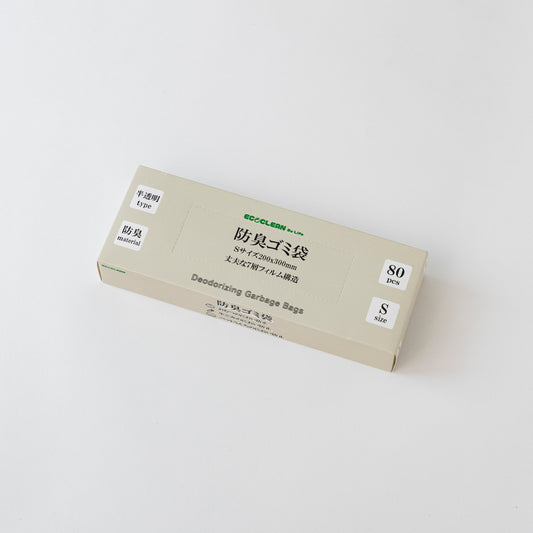 半透明
type
防臭
material
ECOCLEAN Be Life
防臭ゴミ袋
Sサイズ200x300mm
丈夫な7層フィルム構造
Deodorizing Garbage Bags
80
pcs
S
size
防臭ゴミ袋